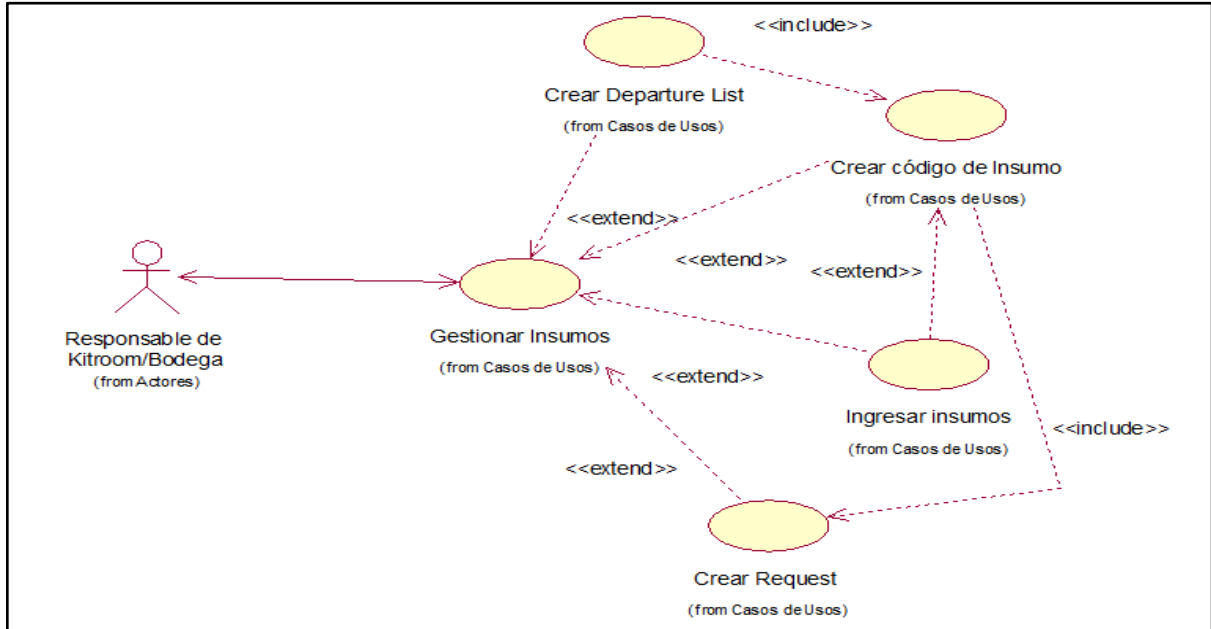 <<include>>
Crear Departure List
(from Casos de Usos)
Crear código de Insumo
(from Casos de Usos)
<<extend>>
<<extend>>
<<extend>>
Responsable de
Kitroom/Bodega
(from Actores)
Gestionar Insumos
(from Casos de Usos)
<<extend>>
Ingresar insumos
(from Casos de Usos)
<<include>>
<<extend>>
Crear Request
(from Casos de Usos)